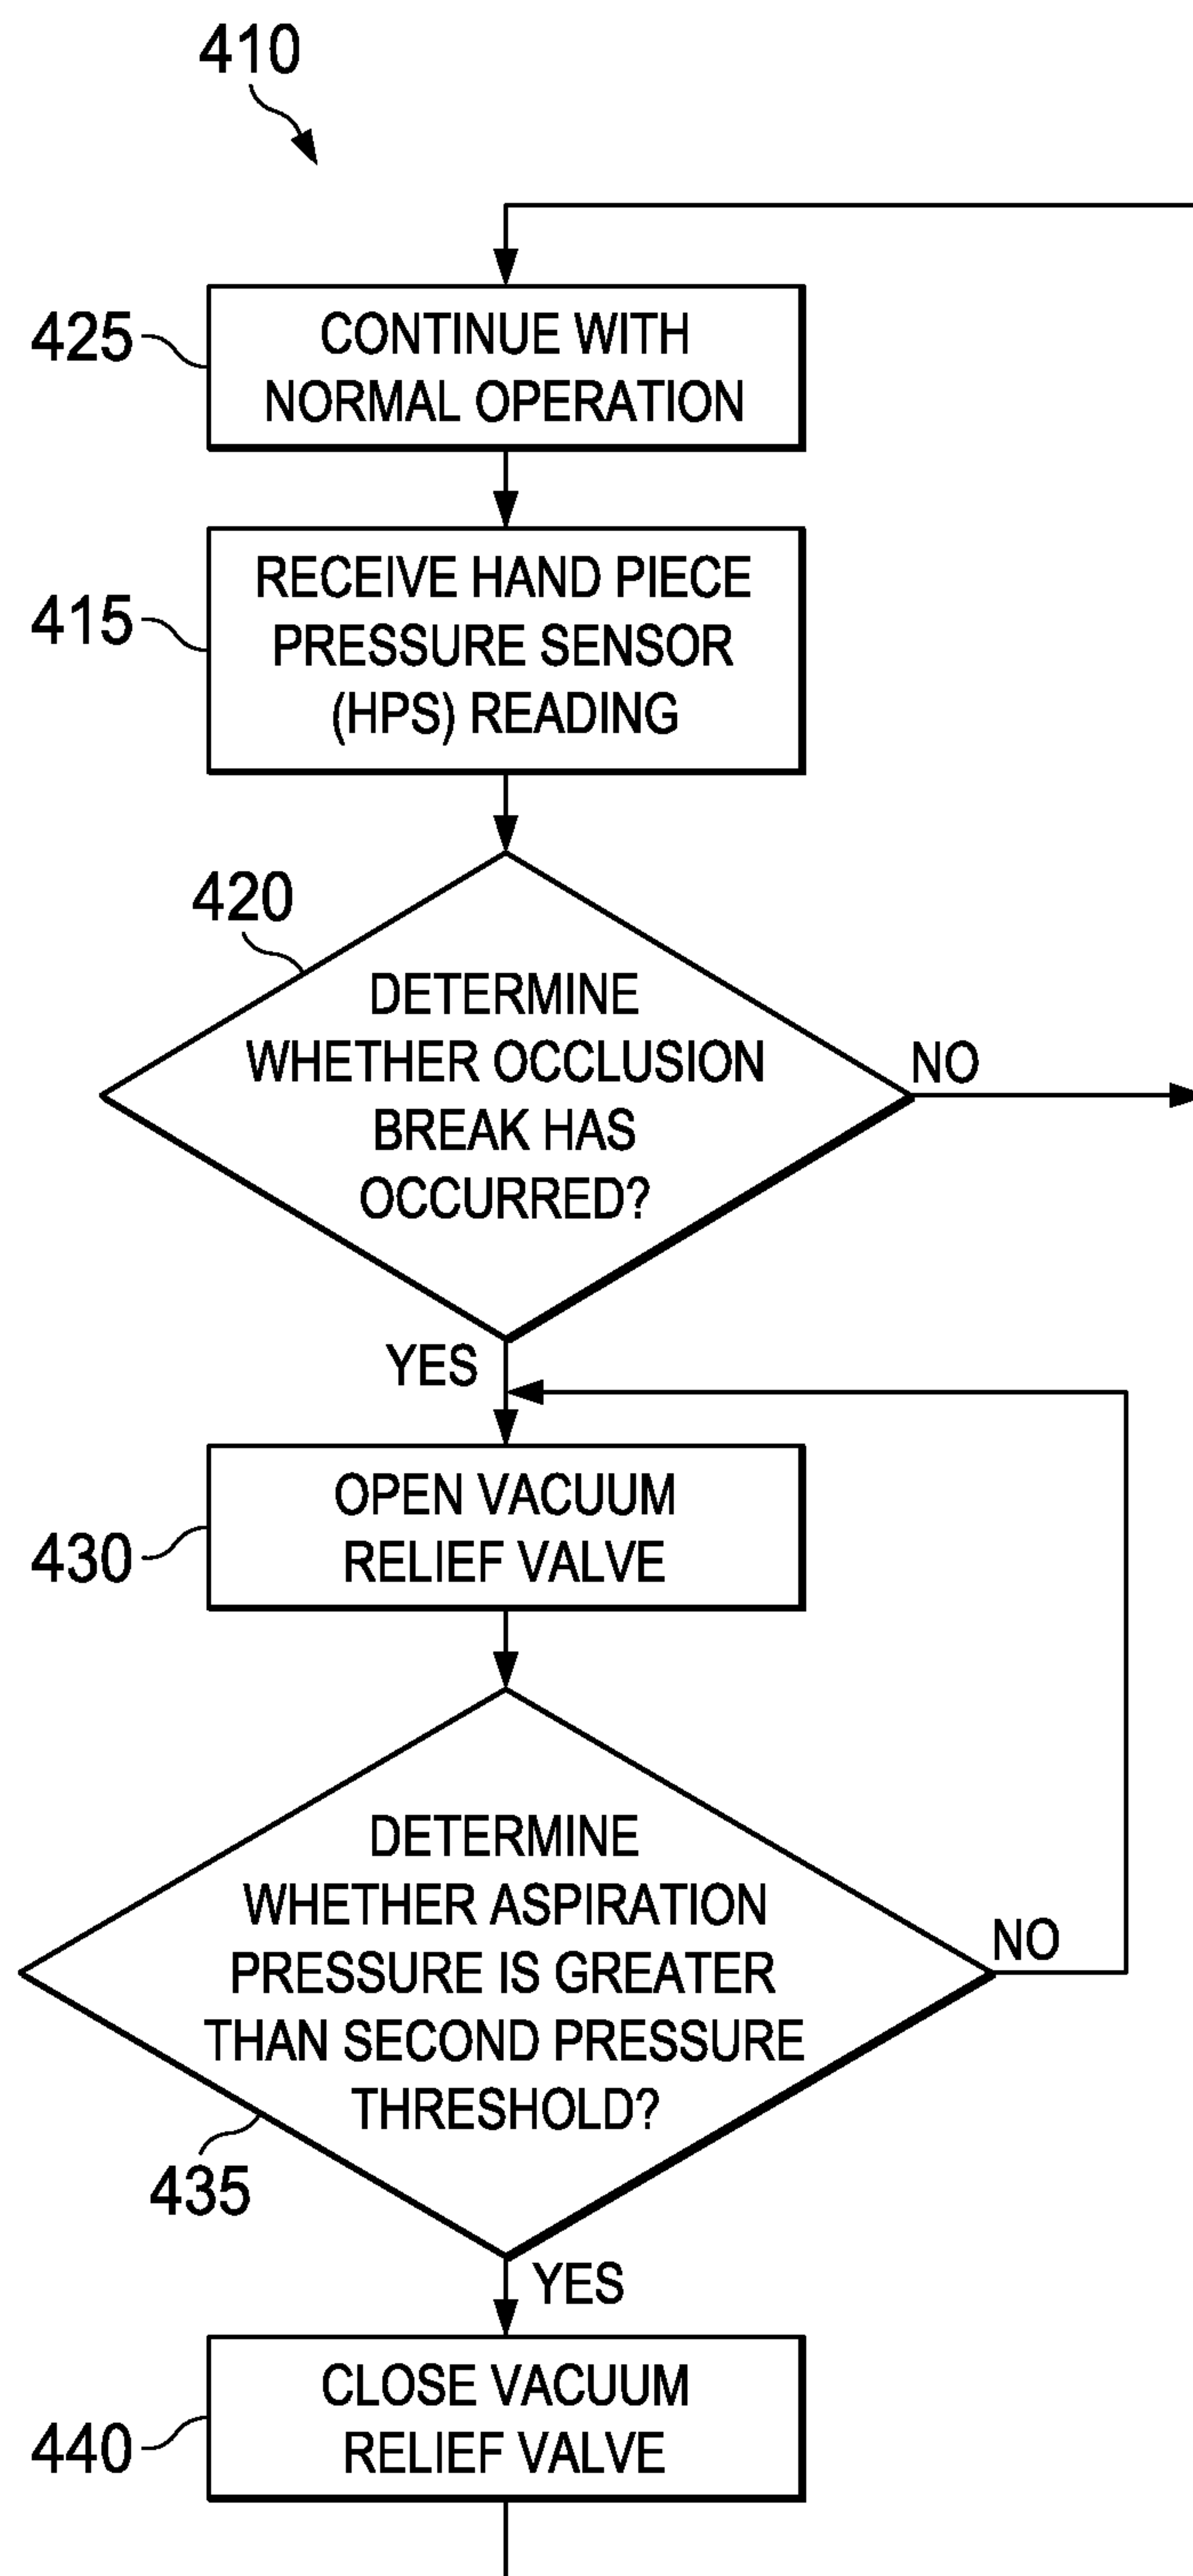 410
425
CONTINUE WITH
NORMAL OPERATION
415
RECEIVE HAND PIECE
PRESSURE SENSOR
(HPS) READING
420
DETERMINE
WHETHER OCCLUSION
BREAK HAS
OCCURRED?
NO
YES
430
OPEN VACUUM
RELIEF VALVE
DETERMINE
WHETHER ASPIRATION
PRESSURE IS GREATER
THAN SECOND PRESSURE
THRESHOLD?
NO
435
YES
440
CLOSE VACUUM
RELIEF VALVE